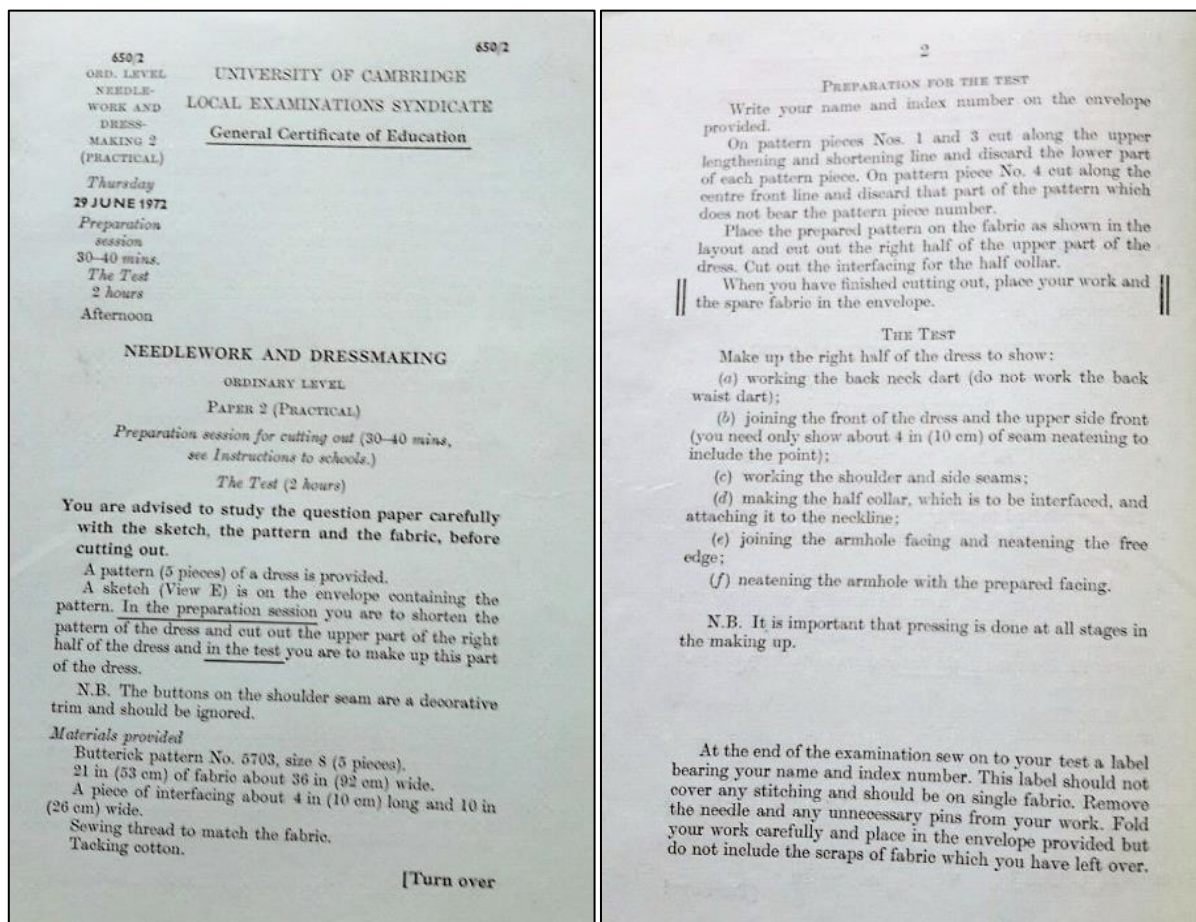 650/2
650/2
ORD. LEVEL
NEEDLE-
WORK AND
DRESS-
MAKING 2
(PRACTICAL)
Thursday
29 JUNE 1972
Preparation
session
30–40 mins.
The Test
2 hours
Afternoon
UNIVERSITY OF CAMBRIDGE
LOCAL EXAMINATIONS SYNDICATE
General Certificate of Education
NEEDLEWORK AND DRESSMAKING
ORDINARY LEVEL
PAPER 2 (PRACTICAL)
Preparation session for cutting out (30–40 mins,
see Instructions to schools.)
The Test (2 hours)
You are advised to study the question paper carefully
with the sketch, the pattern and the fabric, before
cutting out.
A pattern (5 pieces) of a dress is provided.
A sketch (View E) is on the envelope containing the
pattern. In the preparation session you are to shorten the
pattern of the dress and cut out the upper part of the right
half of the dress and in the test you are to make up this part
of the dress.
N.B. The buttons on the shoulder seam are a decorative
trim and should be ignored.
Materials provided
Butterick pattern No. 5703, size 8 (5 pieces).
21 in (53 cm) of fabric about 36 in (92 cm) wide.
A piece of interfacing about 4 in (10 cm) long and 10 in
(26 cm) wide.
Sewing thread to match the fabric.
Tacking cotton.
[Turn over
2
PREPARATION FOR THE TEST
Write your name and index number on the envelope
provided.
On pattern pieces Nos. 1 and 3 cut along the upper
lengthening and shortening line and discard the lower part
of each pattern piece. On pattern piece No. 4 cut along the
centre front line and discard that part of the pattern which
does not bear the pattern piece number.
Place the prepared pattern on the fabric as shown in the
layout and cut out the right half of the upper part of the
dress. Cut out the interfacing for the half collar.
When you have finished cutting out, place your work and
the spare fabric in the envelope.
THE TEST
Make up the right half of the dress to show:
(a) working the back neck dart (do not work the back
waist dart);
(b) joining the front of the dress and the upper side front
(you need only show about 4 in (10 cm) of seam neatening to
include the point);
(c) working the shoulder and side seams;
(d) making the half collar, which is to be interfaced, and
attaching it to the neckline;
(e) joining the armhole facing and neatening the free
edge;
(f) neatening the armhole with the prepared facing.
N.B. It is important that pressing is done at all stages in
the making up.
At the end of the examination sew on to your test a label
bearing your name and index number. This label should not
cover any stitching and should be on single fabric. Remove
the needle and any unnecessary pins from your work. Fold
your work carefully and place in the envelope provided but
do not include the scraps of fabric which you have left over.